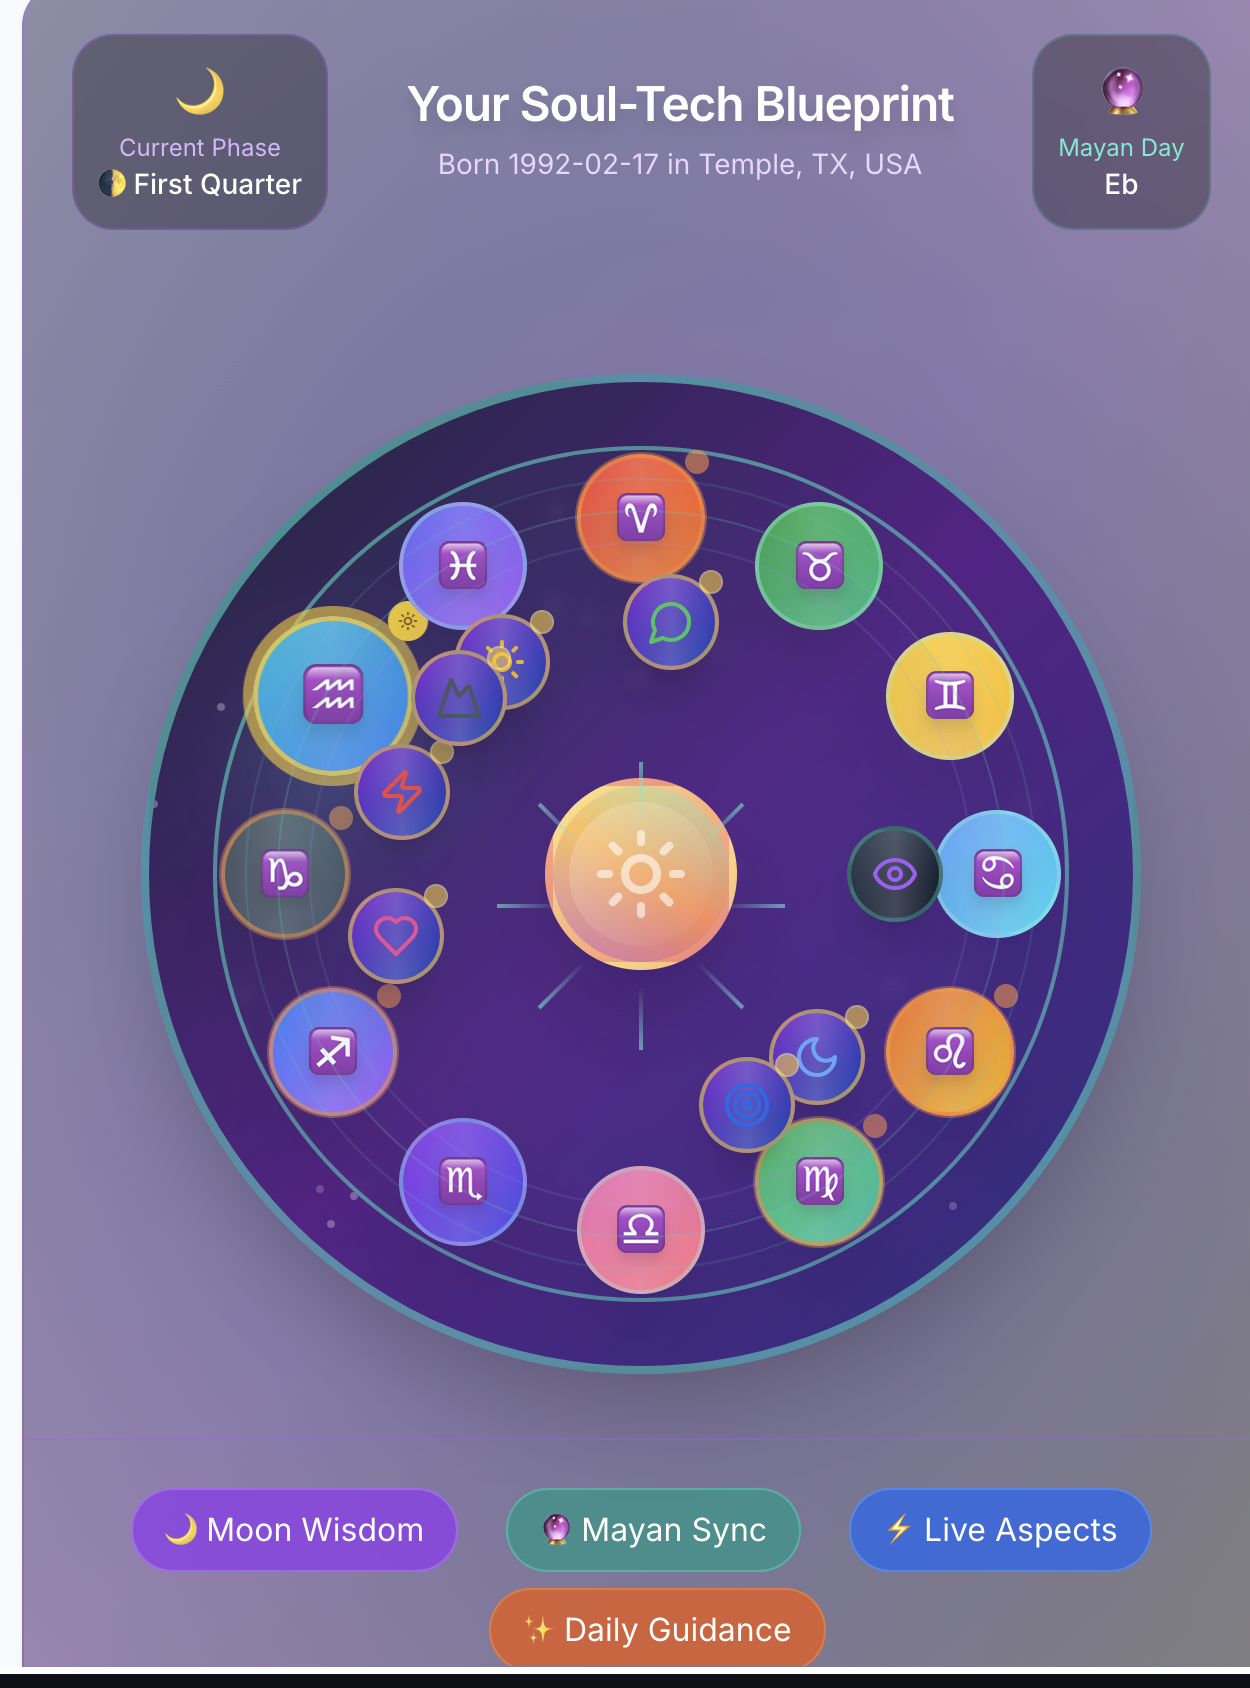 🌙
Current Phase
🌓 First Quarter
Your Soul-Tech Blueprint
Born 1992-02-17 in Temple, TX, USA
🔮
Mayan Day
Eb
♈
♉
♊
♋
♌
♍
♎
♏
♐
♑
♒
♓
🌙 Moon Wisdom
🔮 Mayan Sync
⚡ Live Aspects
✨ Daily Guidance